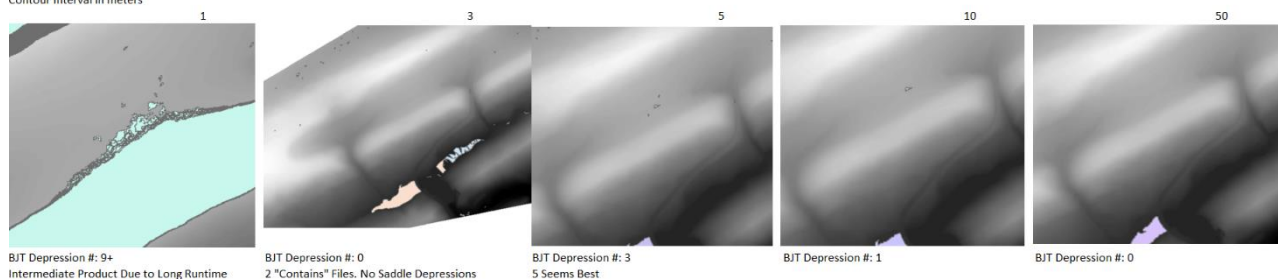 Contour Interval in meters
1 3 5 10 50
BJT Depression #: 9+ BJT Depression #: 0 BJT Depression #: 3 BJT Depression #: 1 BJT Depression #: 0
Intermediate Product Due to Long Runtime 2 "Contains" Files. No Saddle Depressions 5 Seems Best